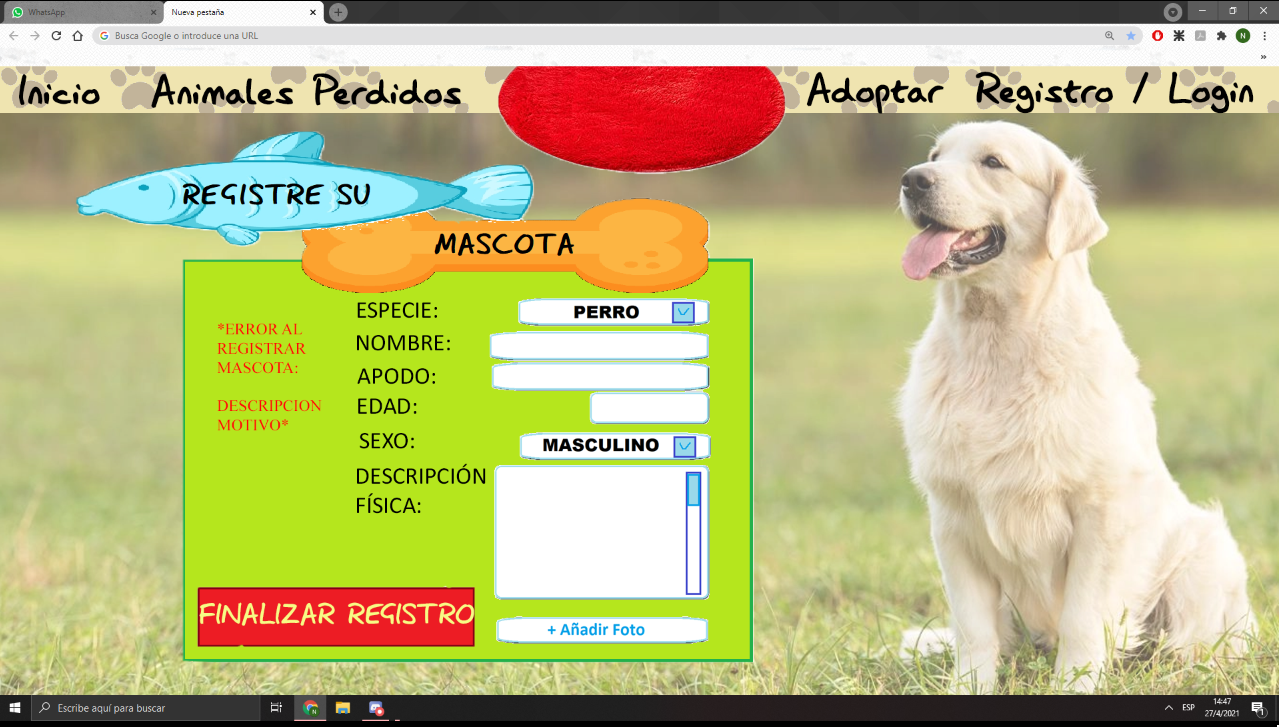 WhatsApp
Nueva pestaña
Busca Google o introduce una URL
N
Inicio Animales Perdidos Adoptar Registro / Login
REGISTRE SU
MASCOTA
*ERROR AL
REGISTRAR
MASCOTA:
DESCRIPCION
MOTIVO*
ESPECIE: PERRO
NOMBRE:
APODO:
EDAD:
SEXO: MASCULINO
DESCRIPCIÓN
FÍSICA:
FINALIZAR REGISTRO
+ Añadir Foto
Escribe aquí para buscar
ESP
14:47
27/4/2021
1